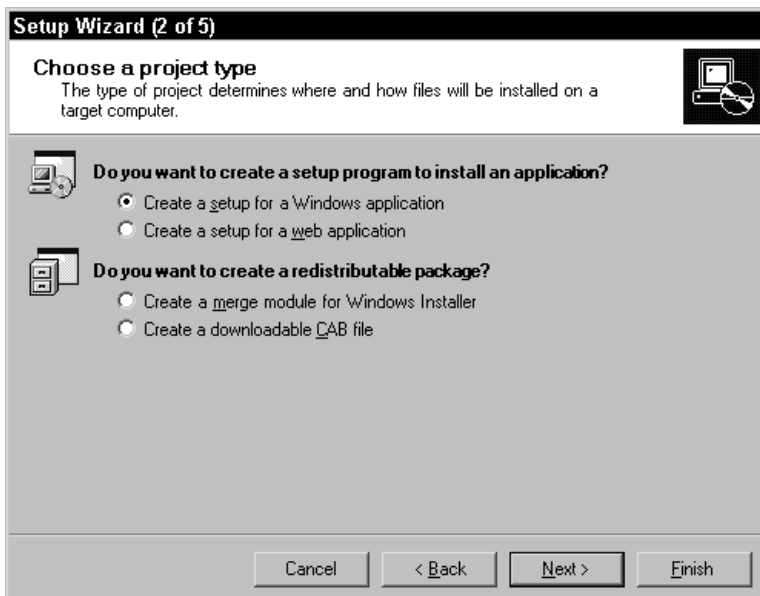 Setup Wizard (2 of 5)
Choose a project type
The type of project determines where and how files will be installed on a
target computer.
Do you want to create a setup program to install an application?
Create a setup for a Windows application
Create a setup for a web application
Do you want to create a redistributable package?
Create a merge module for Windows Installer
Create a downloadable CAB file
Cancel
< Back
Next >
Finish